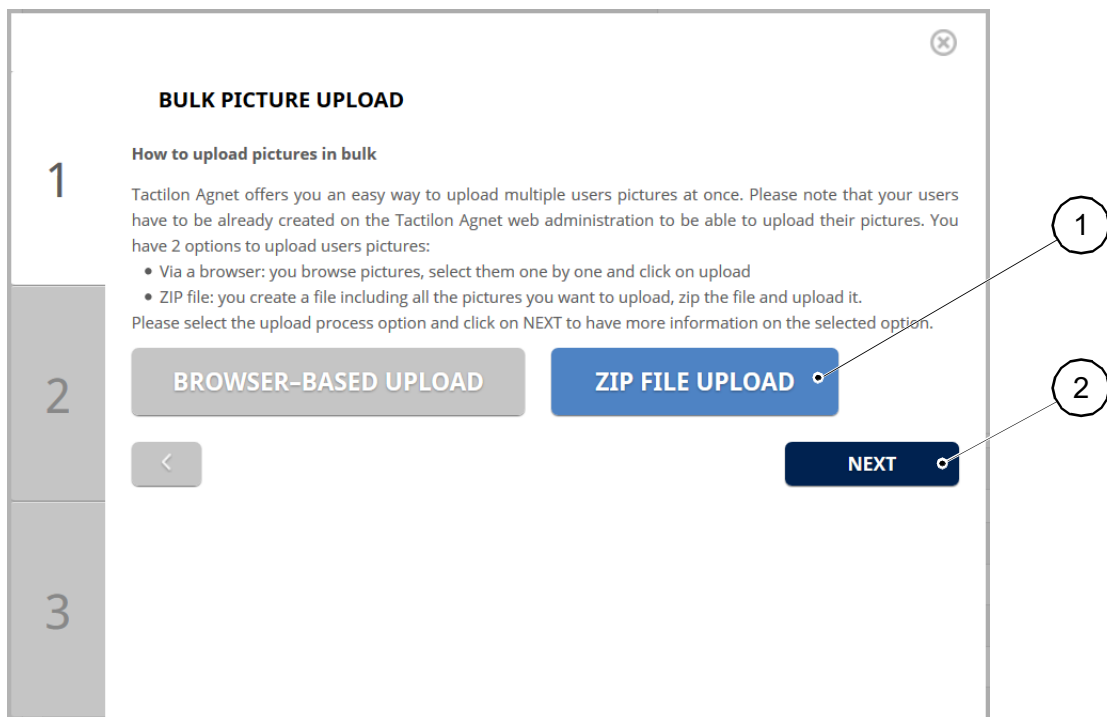 BULK PICTURE UPLOAD
How to upload pictures in bulk
1
Tactilon Agnet offers you an easy way to upload multiple users pictures at once. Please note that your users
have to be already created on the Tactilon Agnet web administration to be able to upload their pictures. You
have 2 options to upload users pictures:
• Via a browser: you browse pictures, select them one by one and click on upload
• ZIP file: you create a file including all the pictures you want to upload, zip the file and upload it.
Please select the upload process option and click on NEXT to have more information on the selected option.
1
2
BROWSER–BASED UPLOAD
ZIP FILE UPLOAD
2
NEXT
3